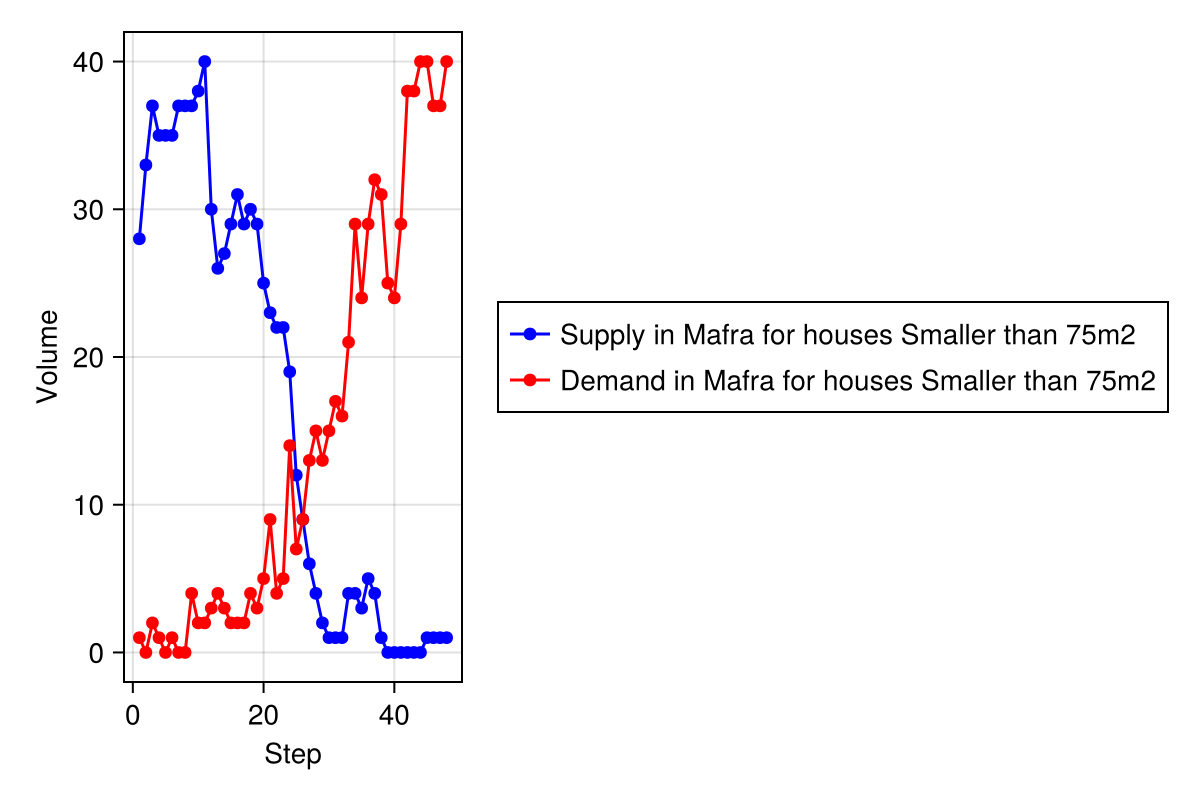 40
30
20
10
0
Volume
0 20 40
Step
Supply in Mafra for houses Smaller than 75m2
Demand in Mafra for houses Smaller than 75m2